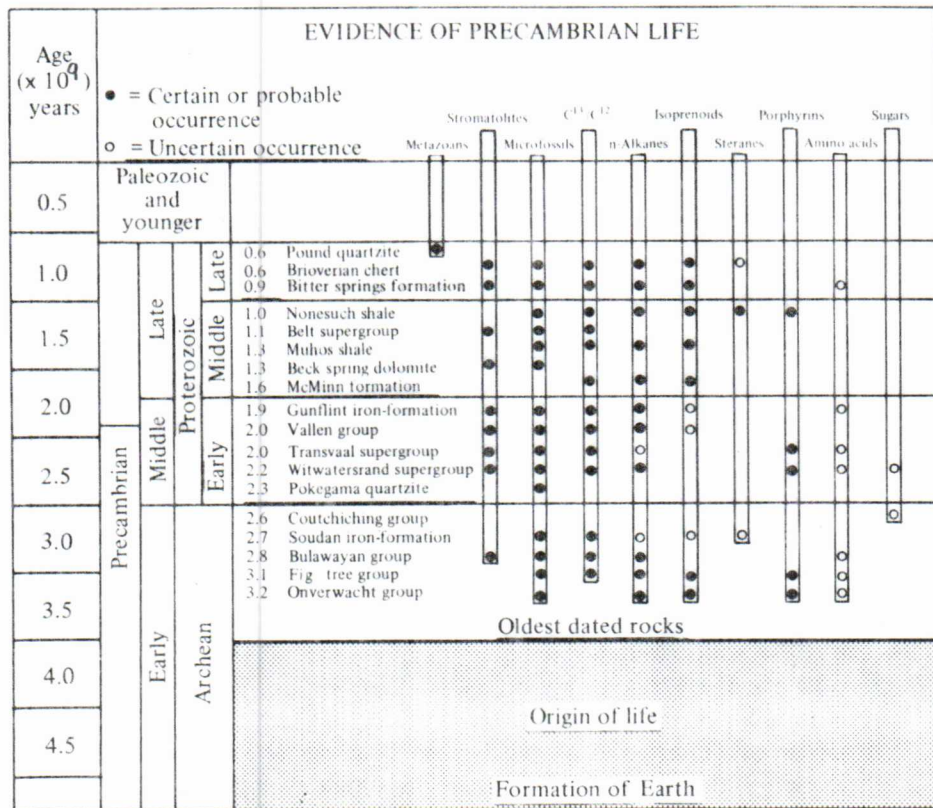 EVIDENCE OF PRECAMBRIAN LIFE
Age
(x 10⁹)
years
● = Certain or probable
occurrence
○ = Uncertain occurrence
Metazoans
Stromatolites
Microfossils
C¹³/C¹²
n-Alkanes
Isoprenoids
Steranes
Porphyrins
Amino acids
Sugars
0.5
1.0
1.5
2.0
2.5
3.0
3.5
4.0
4.5
Paleozoic
and
younger
Precambrian
Late
Middle
Early
Proterozoic
Archean
Late
Middle
Early
0.6 Pound quartzite
0.6 Brioverian chert
0.9 Bitter springs formation
1.0 Nonesuch shale
1.1 Belt supergroup
1.3 Muhos shale
1.3 Beck spring dolomite
1.6 McMinn formation
1.9 Gunflint iron-formation
2.0 Vallen group
2.0 Transvaal supergroup
2.2 Witwatersrand supergroup
2.3 Pokegama quartzite
2.6 Coutchiching group
2.7 Soudan iron-formation
2.8 Bulawayan group
3.1 Fig tree group
3.2 Onverwacht group
Oldest dated rocks
Origin of life
Formation of Earth